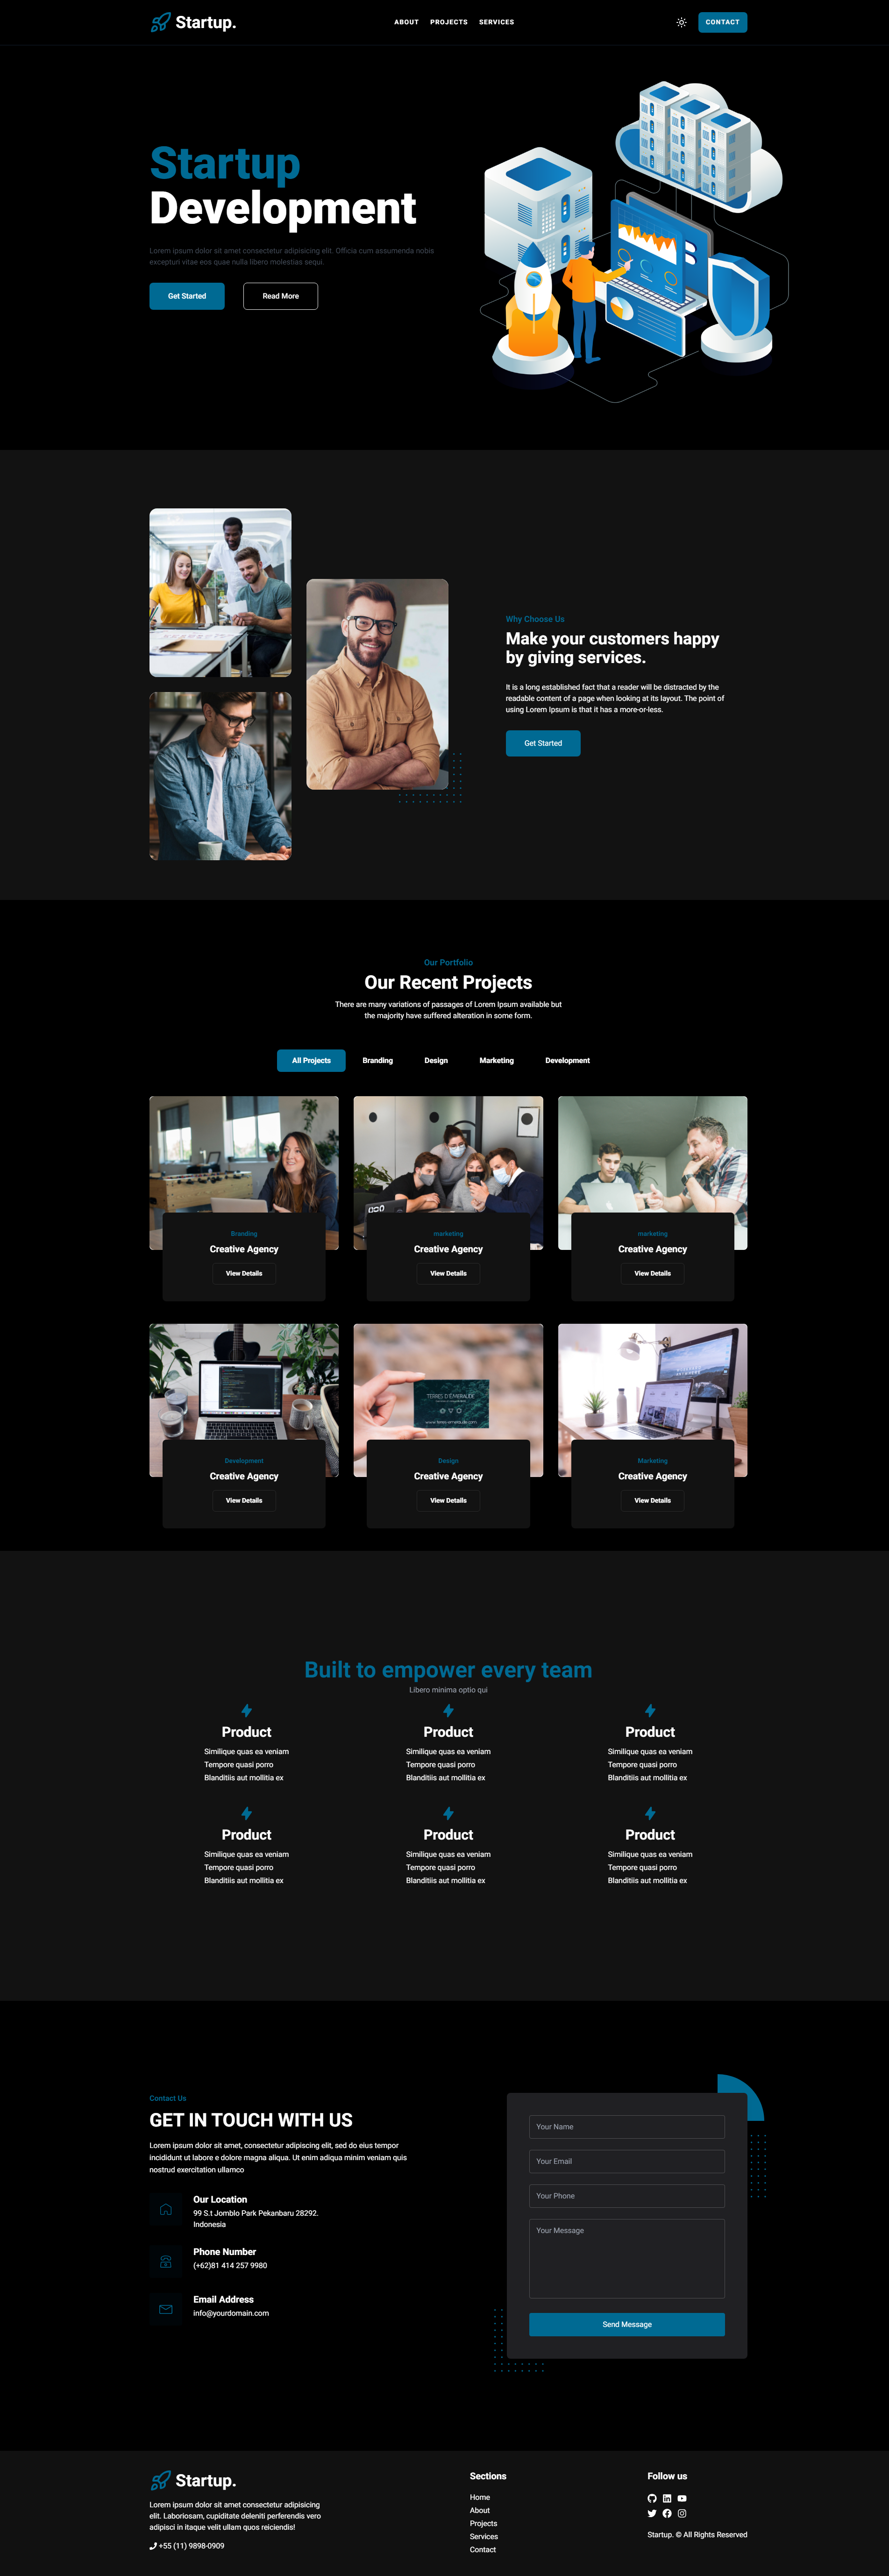 Startup.
ABOUT PROJECTS SERVICES
CONTACT
Startup
Development
Lorem ipsum dolor sit amet consectetur adipisicing elit. Officia cum assumenda nobis
excepturi vitae eos quae nulla libero molestias sequi.
Get Started Read More
Why Choose Us
Make your customers happy
by giving services.
It is a long established fact that a reader will be distracted by the
readable content of a page when looking at its layout. The point of
using Lorem Ipsum is that it has a more-or-less.
Get Started
Our Portfolio
Our Recent Projects
There are many variations of passages of Lorem Ipsum available but
the majority have suffered alteration in some form.
All Projects Branding Design Marketing Development
Branding
Creative Agency
View Details
marketing
Creative Agency
View Details
marketing
Creative Agency
View Details
Development
Creative Agency
View Details
TERRES D'ÉMERAUDE
www.terres-emeraude.com
Design
Creative Agency
View Details
Marketing
Creative Agency
View Details
Built to empower every team
Libero minima optio qui
Product
Similique quas ea veniam
Tempore quasi porro
Blanditiis aut mollitia ex
Product
Similique quas ea veniam
Tempore quasi porro
Blanditiis aut mollitia ex
Product
Similique quas ea veniam
Tempore quasi porro
Blanditiis aut mollitia ex
Product
Similique quas ea veniam
Tempore quasi porro
Blanditiis aut mollitia ex
Product
Similique quas ea veniam
Tempore quasi porro
Blanditiis aut mollitia ex
Product
Similique quas ea veniam
Tempore quasi porro
Blanditiis aut mollitia ex
Contact Us
GET IN TOUCH WITH US
Lorem ipsum dolor sit amet, consectetur adipiscing elit, sed do eius tempor
incididunt ut labore e dolore magna aliqua. Ut enim adiqua minim veniam quis
nostrud exercitation ullamco
Our Location
99 S.t Jomblo Park Pekanbaru 28292.
Indonesia
Phone Number
(+62)81 414 257 9980
Email Address
info@yourdomain.com
Your Name
Your Email
Your Phone
Your Message
Send Message
Startup.
Lorem ipsum dolor sit amet consectetur adipisicing
elit. Laboriosam, cupiditate deleniti perferendis vero
adipisci in itaque velit ullam quos reiciendis!
+55 (11) 9898-0909
Sections
Home
About
Projects
Services
Contact
Follow us
Startup. © All Rights Reserved